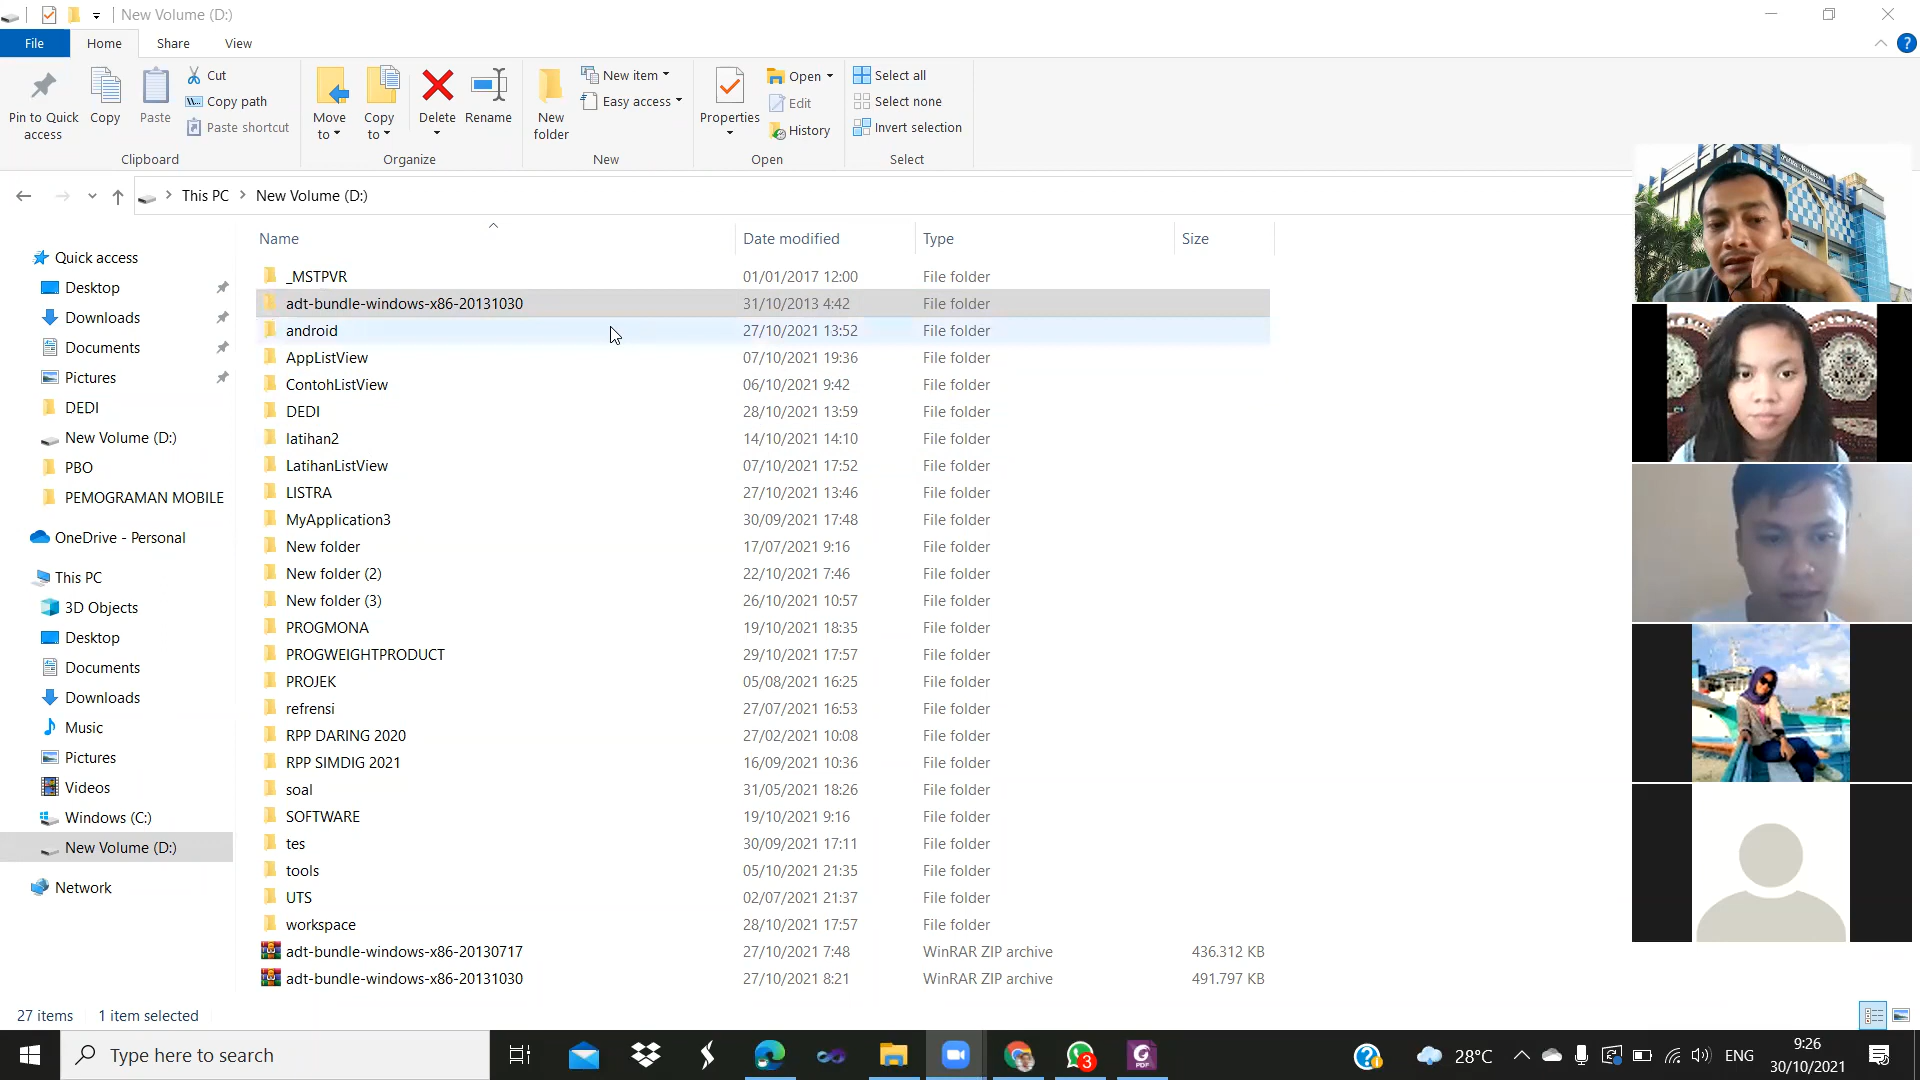 New Volume (D:)
File Home Share View
Pin to Quick access
Copy
Paste
Cut
Copy path
Paste shortcut
Clipboard
Move to
Copy to
Delete
Rename
Organize
New folder
New item
Easy access
New
Properties
Open
Edit
History
Open
Select all
Select none
Invert selection
Select
This PC > New Volume (D:)
Quick access
Desktop
Downloads
Documents
Pictures
DEDI
New Volume (D:)
PBO
PEMOGRAMAN MOBILE
OneDrive - Personal
This PC
3D Objects
Desktop
Documents
Downloads
Music
Pictures
Videos
Windows (C:)
New Volume (D:)
Network
Name Date modified Type Size
_MSTPVR 01/01/2017 12:00 File folder
adt-bundle-windows-x86-20131030 31/10/2013 4:42 File folder
android 27/10/2021 13:52 File folder
AppListView 07/10/2021 19:36 File folder
ContohListView 06/10/2021 9:42 File folder
DEDI 28/10/2021 13:59 File folder
latihan2 14/10/2021 14:10 File folder
LatihanListView 07/10/2021 17:52 File folder
LISTRA 27/10/2021 13:46 File folder
MyApplication3 30/09/2021 17:48 File folder
New folder 17/07/2021 9:16 File folder
New folder (2) 22/10/2021 7:46 File folder
New folder (3) 26/10/2021 10:57 File folder
PROGMONA 19/10/2021 18:35 File folder
PROGWEIGHTPRODUCT 29/10/2021 17:57 File folder
PROJEK 05/08/2021 16:25 File folder
refrensi 27/07/2021 16:53 File folder
RPP DARING 2020 27/02/2021 10:08 File folder
RPP SIMDIG 2021 16/09/2021 10:36 File folder
soal 31/05/2021 18:26 File folder
SOFTWARE 19/10/2021 9:16 File folder
tes 30/09/2021 17:11 File folder
tools 05/10/2021 21:35 File folder
UTS 02/07/2021 21:37 File folder
workspace 28/10/2021 17:57 File folder
adt-bundle-windows-x86-20130717 27/10/2021 7:48 WinRAR ZIP archive 436.312 KB
adt-bundle-windows-x86-20131030 27/10/2021 8:21 WinRAR ZIP archive 491.797 KB
27 items 1 item selected
Type here to search
3
PDF
28°C
ENG
9:26
30/10/2021